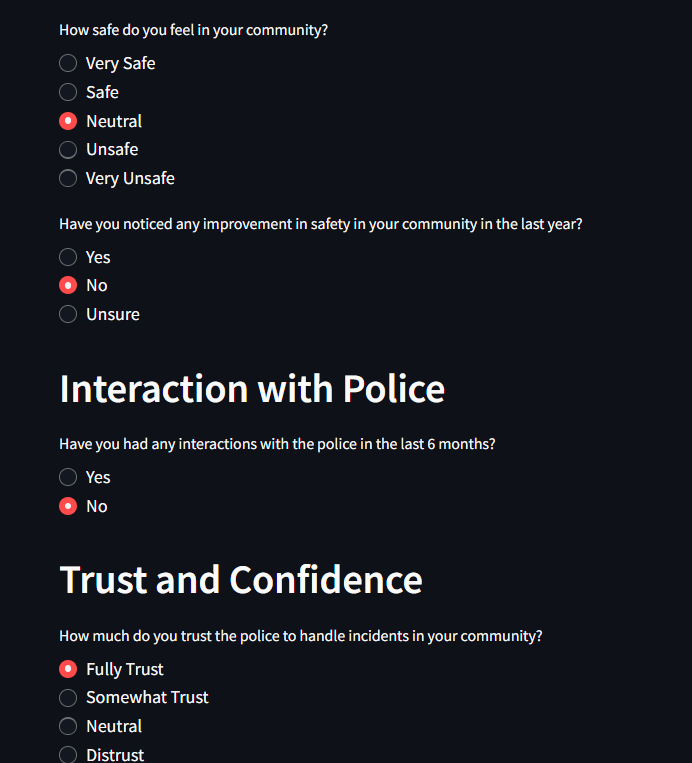 How safe do you feel in your community?
Very Safe
Safe
Neutral
Unsafe
Very Unsafe
Have you noticed any improvement in safety in your community in the last year?
Yes
No
Unsure
Interaction with Police
Have you had any interactions with the police in the last 6 months?
Yes
No
Trust and Confidence
How much do you trust the police to handle incidents in your community?
Fully Trust
Somewhat Trust
Neutral
Distrust